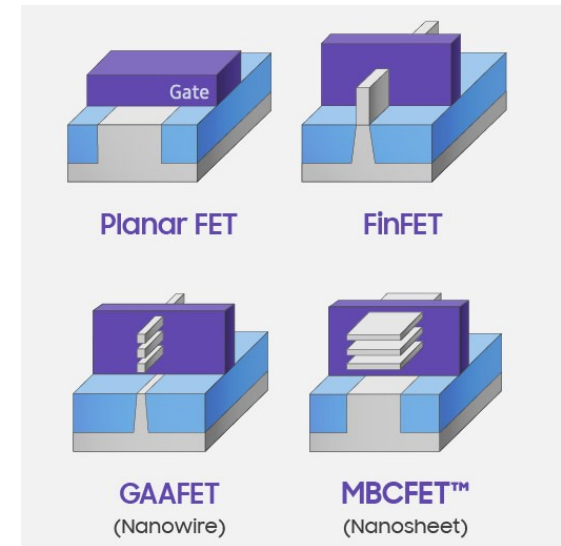 Gate
Planar FET
FinFET
GAAFET
(Nanowire)
MBCFET™
(Nanosheet)